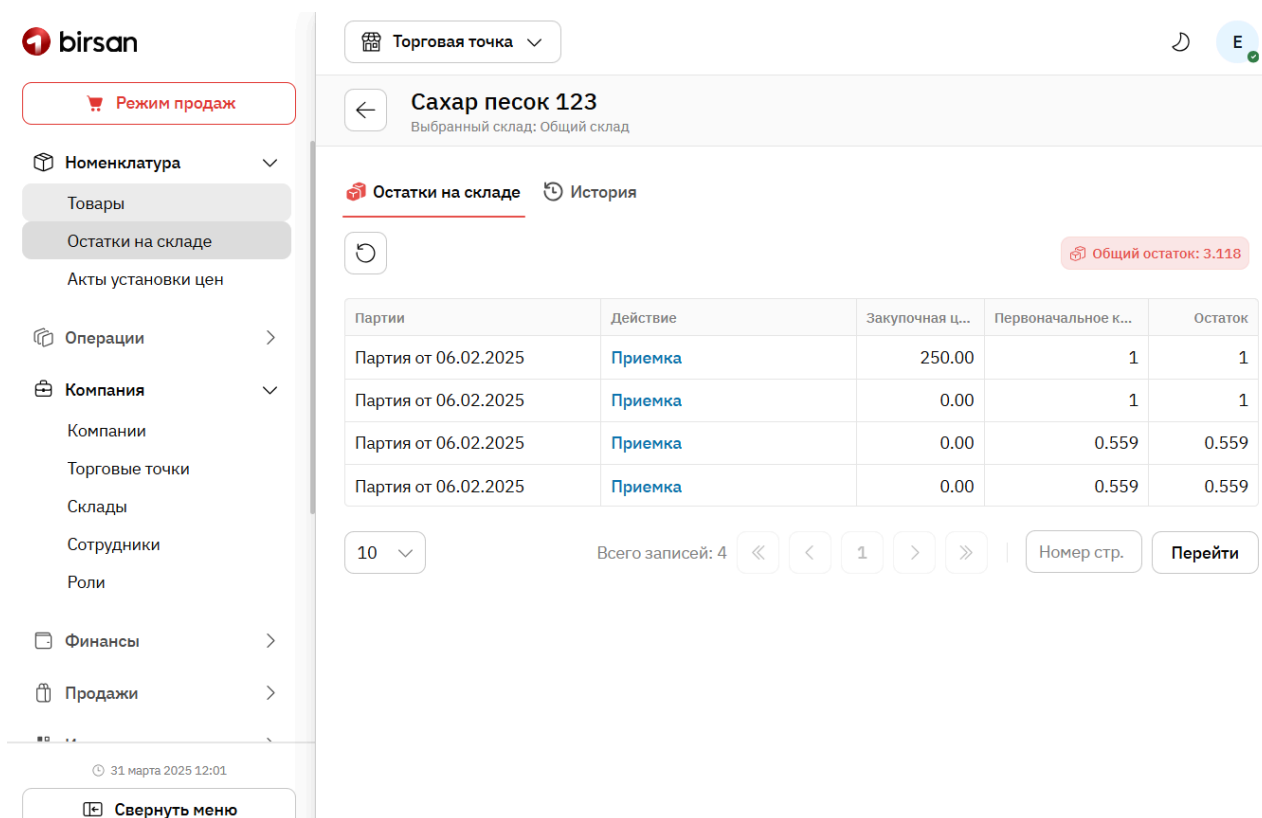 birsan
Режим продаж
Номенклатура
Товары
Остатки на складе
Акты установки цен
Операции
Компания
Компании
Торговые точки
Склады
Сотрудники
Роли
Финансы
Продажи
31 марта 2025 12:01
Свернуть меню
Торговая точка
E
Сахар песок 123
Выбранный склад: Общий склад
Остатки на складе История
Общий остаток: 3.118
Партии Действие Закупочная ц... Первоначальное к... Остаток
Партия от 06.02.2025 Приемка 250.00 1 1
Партия от 06.02.2025 Приемка 0.00 1 1
Партия от 06.02.2025 Приемка 0.00 0.559 0.559
Партия от 06.02.2025 Приемка 0.00 0.559 0.559
10 Всего записей: 4 1 Номер стр. Перейти